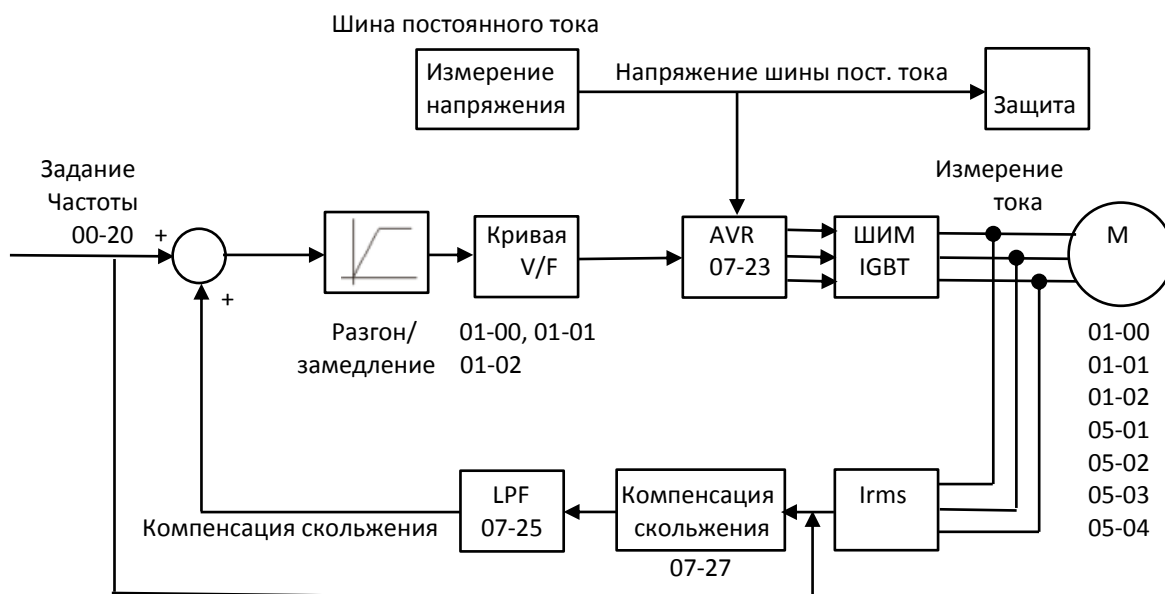 Шина постоянного тока
Измерение
напряжения
Напряжение шины пост. тока
Защита
Задание
Частоты
00-20
+
+
Разгон/
замедление
Кривая
V/F
01-00, 01-01
01-02
AVR
07-23
ШИМ
IGBT
Измерение
тока
M
01-00
01-01
01-02
05-01
05-02
05-03
05-04
Компенсация скольжения
LPF
07-25
Компенсация
скольжения
07-27
Irms